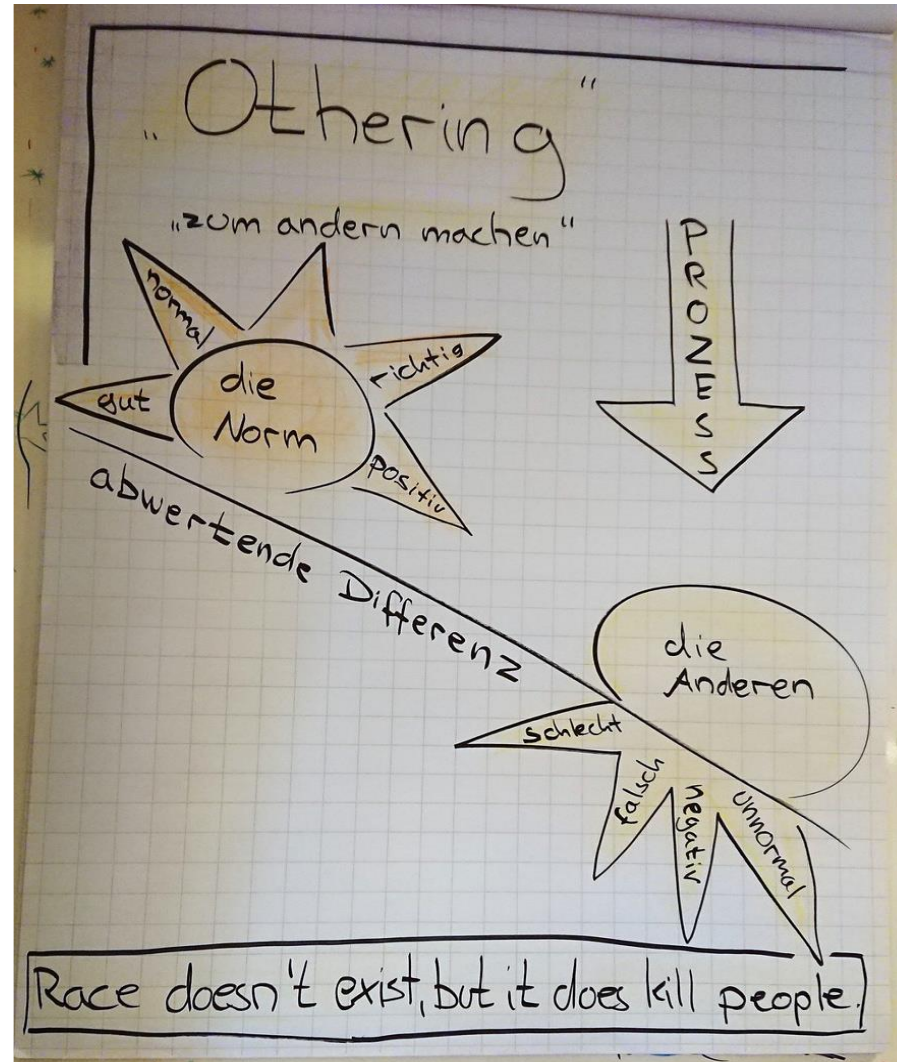 „Othering"
„zum andern machen"
PROZESS
normal
gut
die
Norm
richtig
positiv
abwertende Differenz
die
Anderen
schlecht
falsch
negativ
unnormal
Race doesn't exist, but it does kill people.